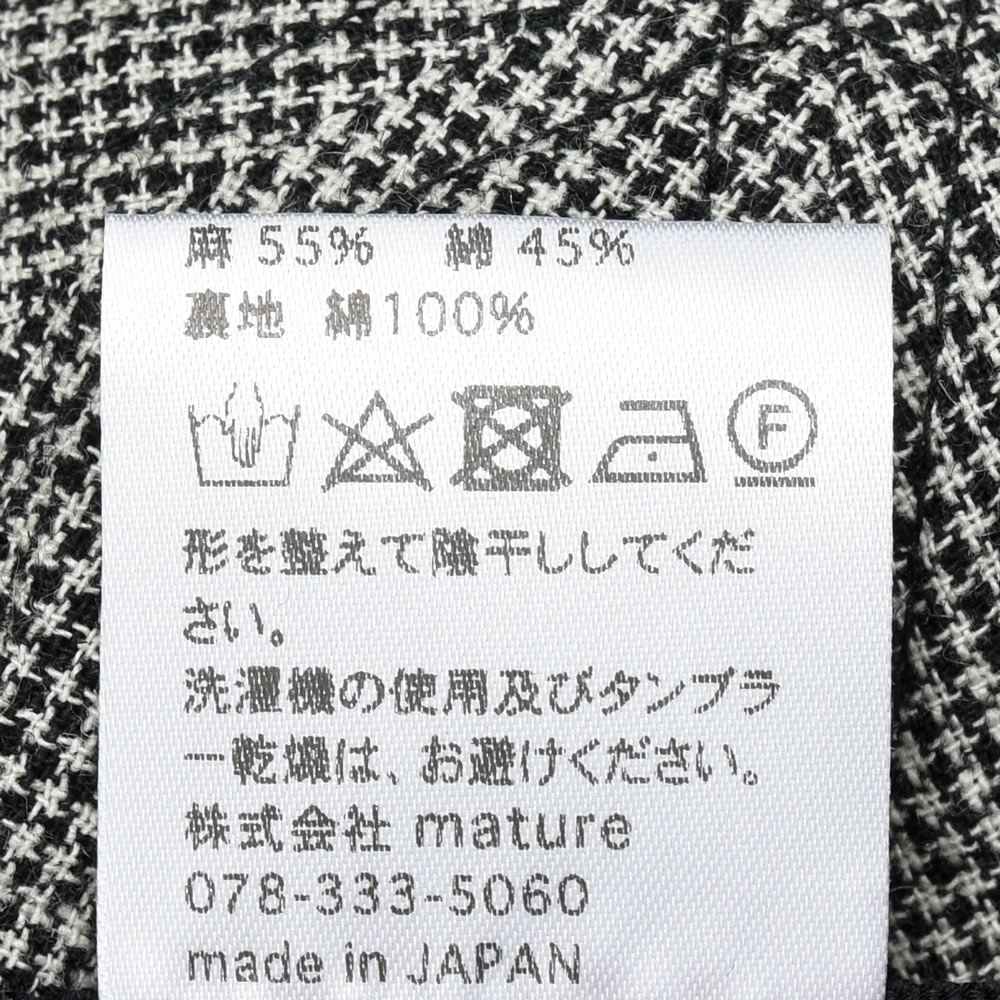 麻 55% 綿 45%
裏地 綿100%
F
形を整えて陰干ししてくだ
さい。
洗濯機の使用及びタンブラ
ー乾燥は、お避けください。
株式会社 mature
078-333-5060
made in JAPAN